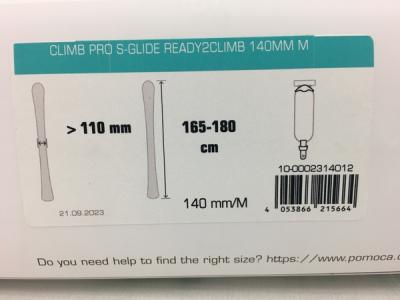 CLIMB PRO S-GLIDE READY2CLIMB 140MM M
> 110 mm
165-180
cm
10-0002314012
21.09.2023
140 mm/M
4 053866 215664
Do you need help to find the right size? https://www.pomoca.c